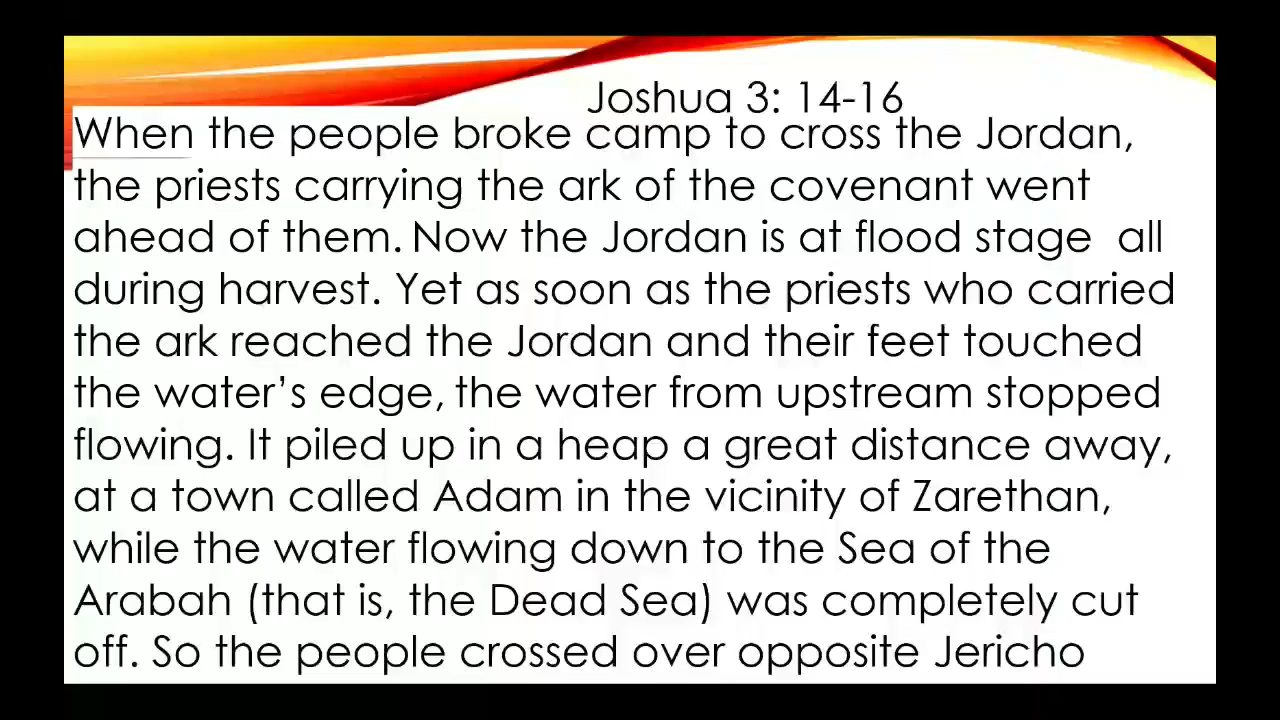 Joshua 3: 14-16
When the people broke camp to cross the Jordan,
the priests carrying the ark of the covenant went
ahead of them. Now the Jordan is at flood stage  all
during harvest. Yet as soon as the priests who carried
the ark reached the Jordan and their feet touched
the water’s edge, the water from upstream stopped
flowing. It piled up in a heap a great distance away,
at a town called Adam in the vicinity of Zarethan,
while the water flowing down to the Sea of the
Arabah (that is, the Dead Sea) was completely cut
off. So the people crossed over opposite Jericho